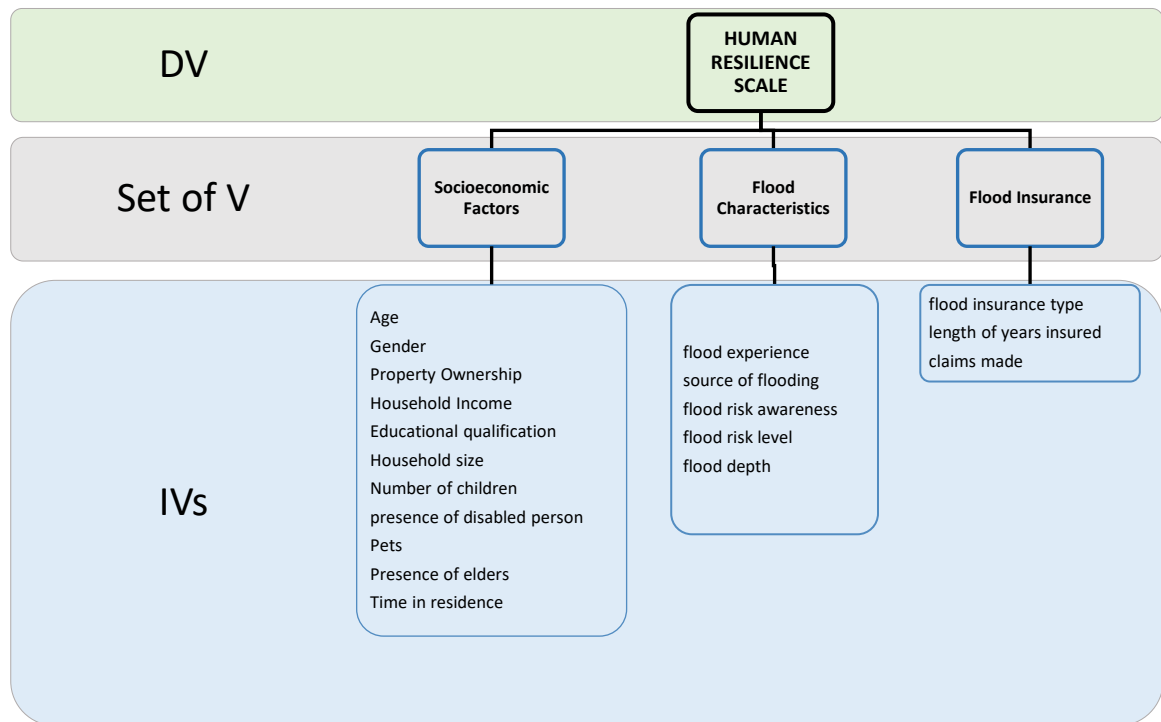 DV
HUMAN
RESILIENCE
SCALE
Set of V
Socioeconomic
Factors
Flood
Characteristics
Flood Insurance
IVs
Age
Gender
Property Ownership
Household Income
Educational qualification
Household size
Number of children
presence of disabled person
Pets
Presence of elders
Time in residence
flood experience
source of flooding
flood risk awareness
flood risk level
flood depth
flood insurance type
length of years insured
claims made